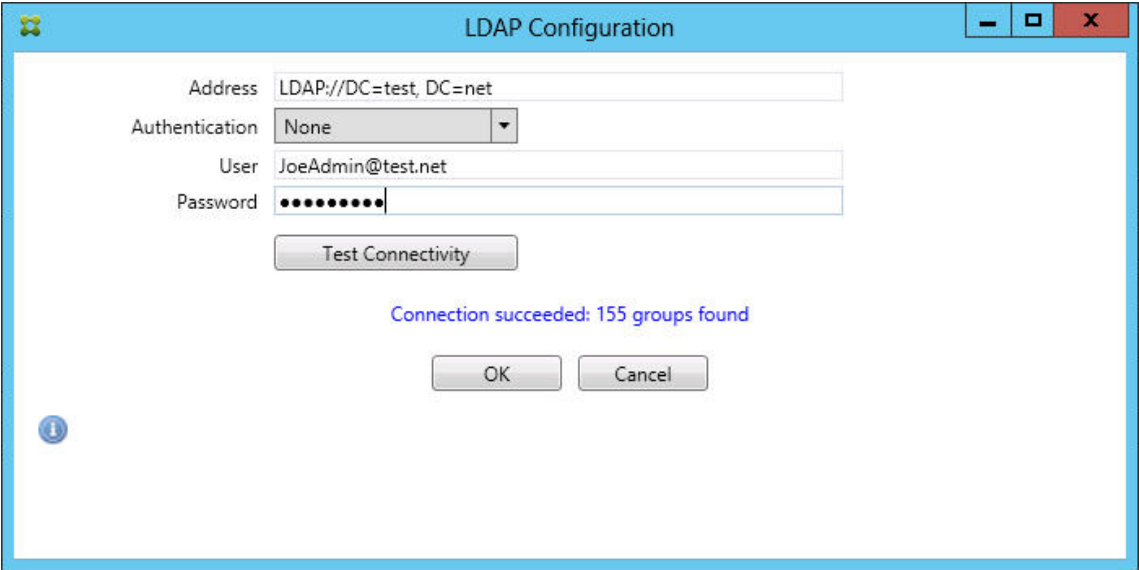 LDAP Configuration
Address LDAP://DC=test, DC=net
Authentication None
User JoeAdmin@test.net
Password •••••••••
Test Connectivity
Connection succeeded: 155 groups found
OK Cancel